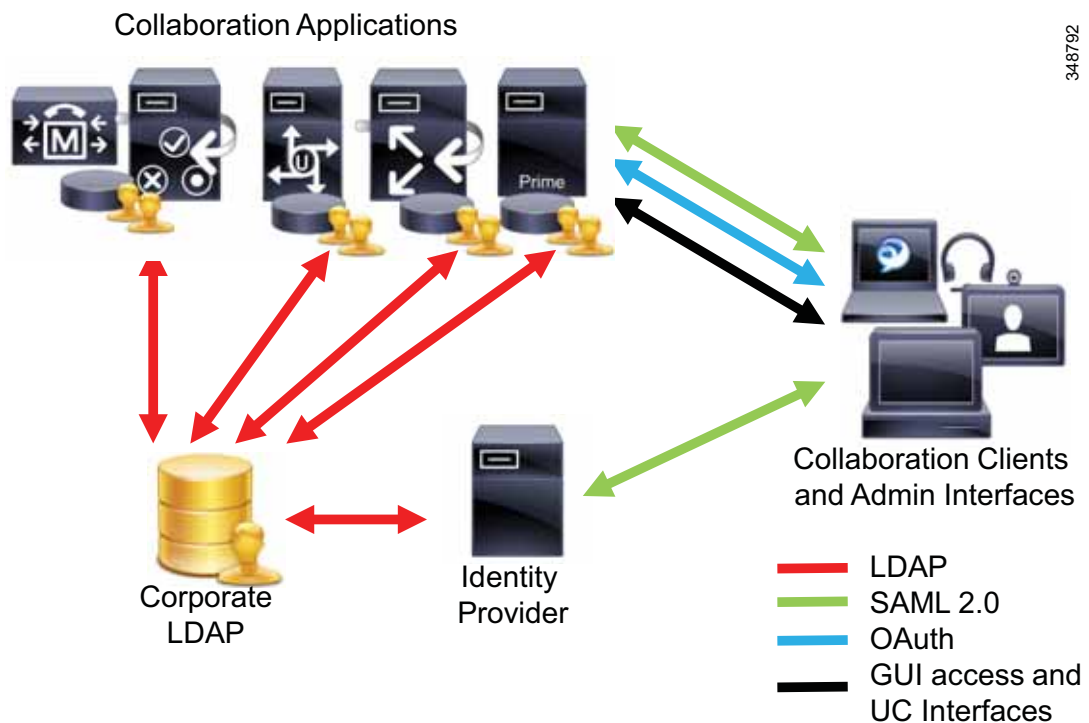 Collaboration Applications
348792
M
U
Prime
Collaboration Clients
and Admin Interfaces
Corporate
LDAP
Identity
Provider
LDAP
SAML 2.0
OAuth
GUI access and
UC Interfaces